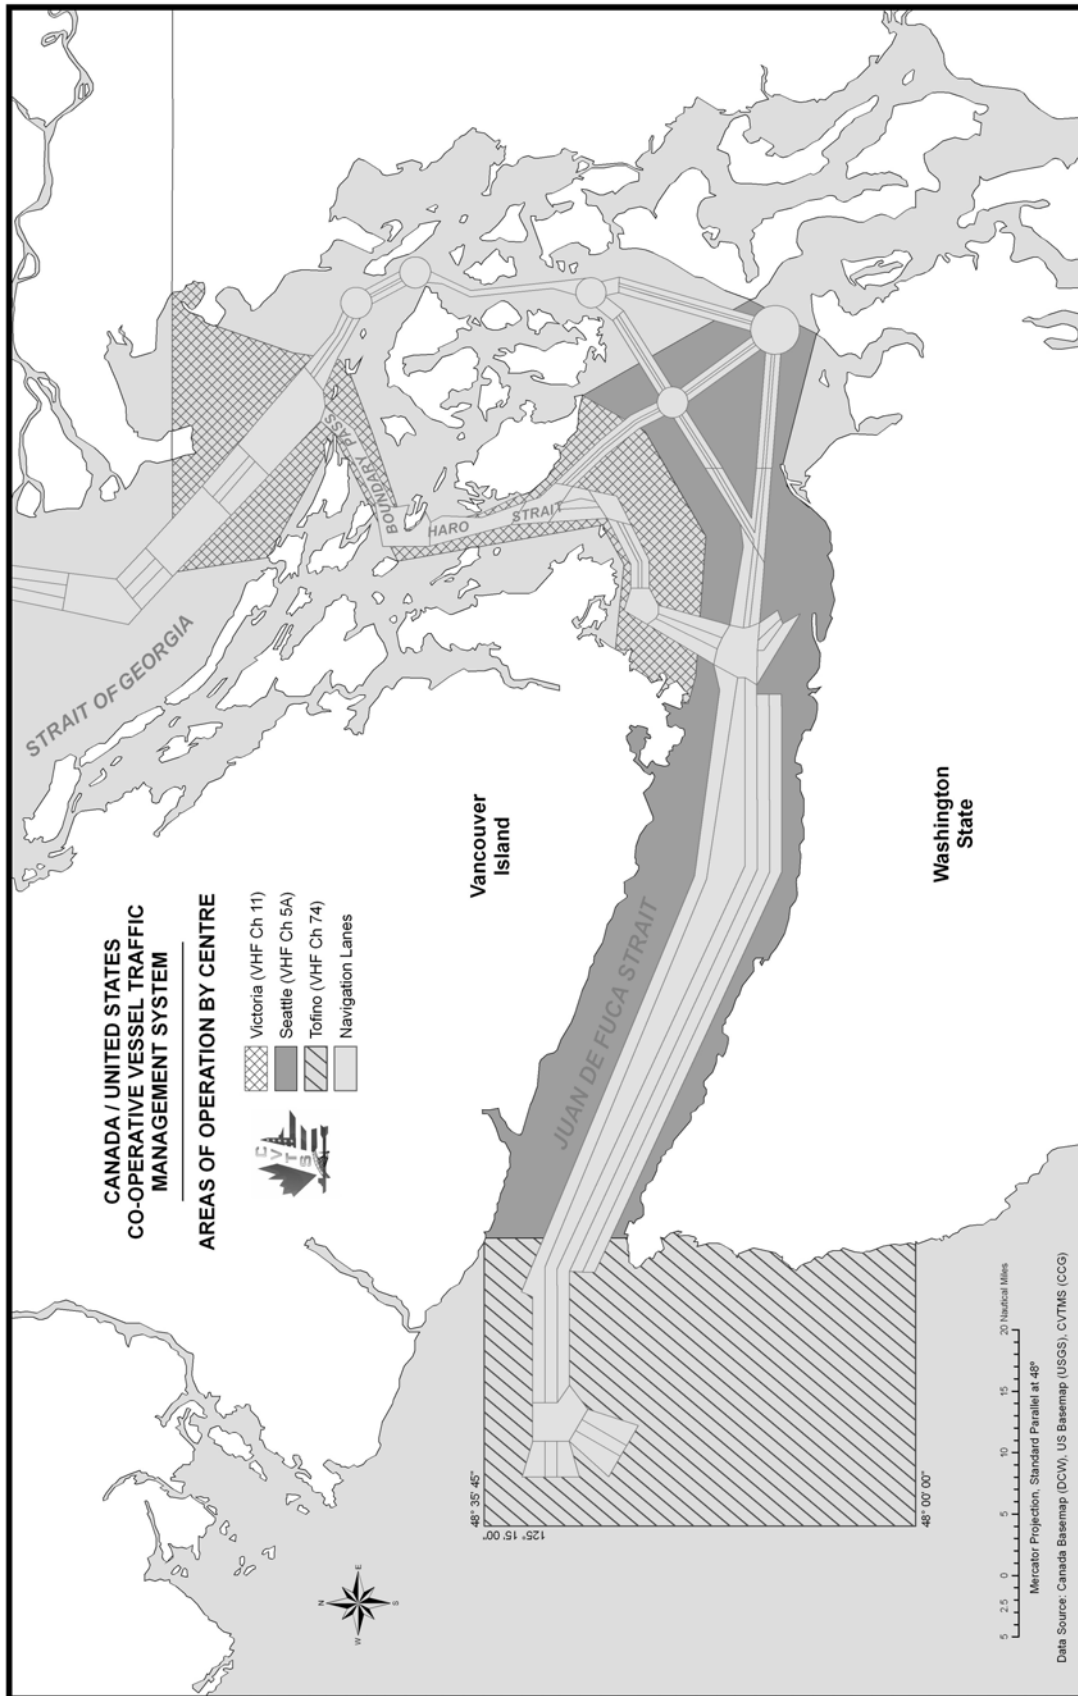 CANADA / UNITED STATES
CO-OPERATIVE VESSEL TRAFFIC
MANAGEMENT SYSTEM
AREAS OF OPERATION BY CENTRE
CVTS
Victoria (VHF Ch 11)
Seattle (VHF Ch 5A)
Tofino (VHF Ch 74)
Navigation Lanes
STRAIT OF GEORGIA
BOUNDARY PASS
HARO
STRAIT
Vancouver
Island
JUAN DE FUCA STRAIT
Washington
State
48° 35' 45"
125° 15' 00"
48° 00' 00"
N
W
E
S
5 2.5 0 5 10 15 20 Nautical Miles
Mercator Projection, Standard Parallel at 48°
Data Source: Canada Basemap (DCW), US Basemap (USGS), CVTMS (CCG)